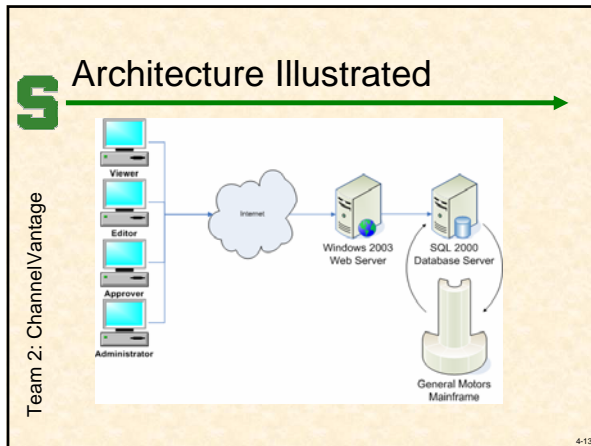 Architecture Illustrated
S
Team 2: ChannelVantage
Viewer
Editor
Approver
Administrator
Internet
Windows 2003
Web Server
SQL 2000
Database Server
General Motors
Mainframe
4-13